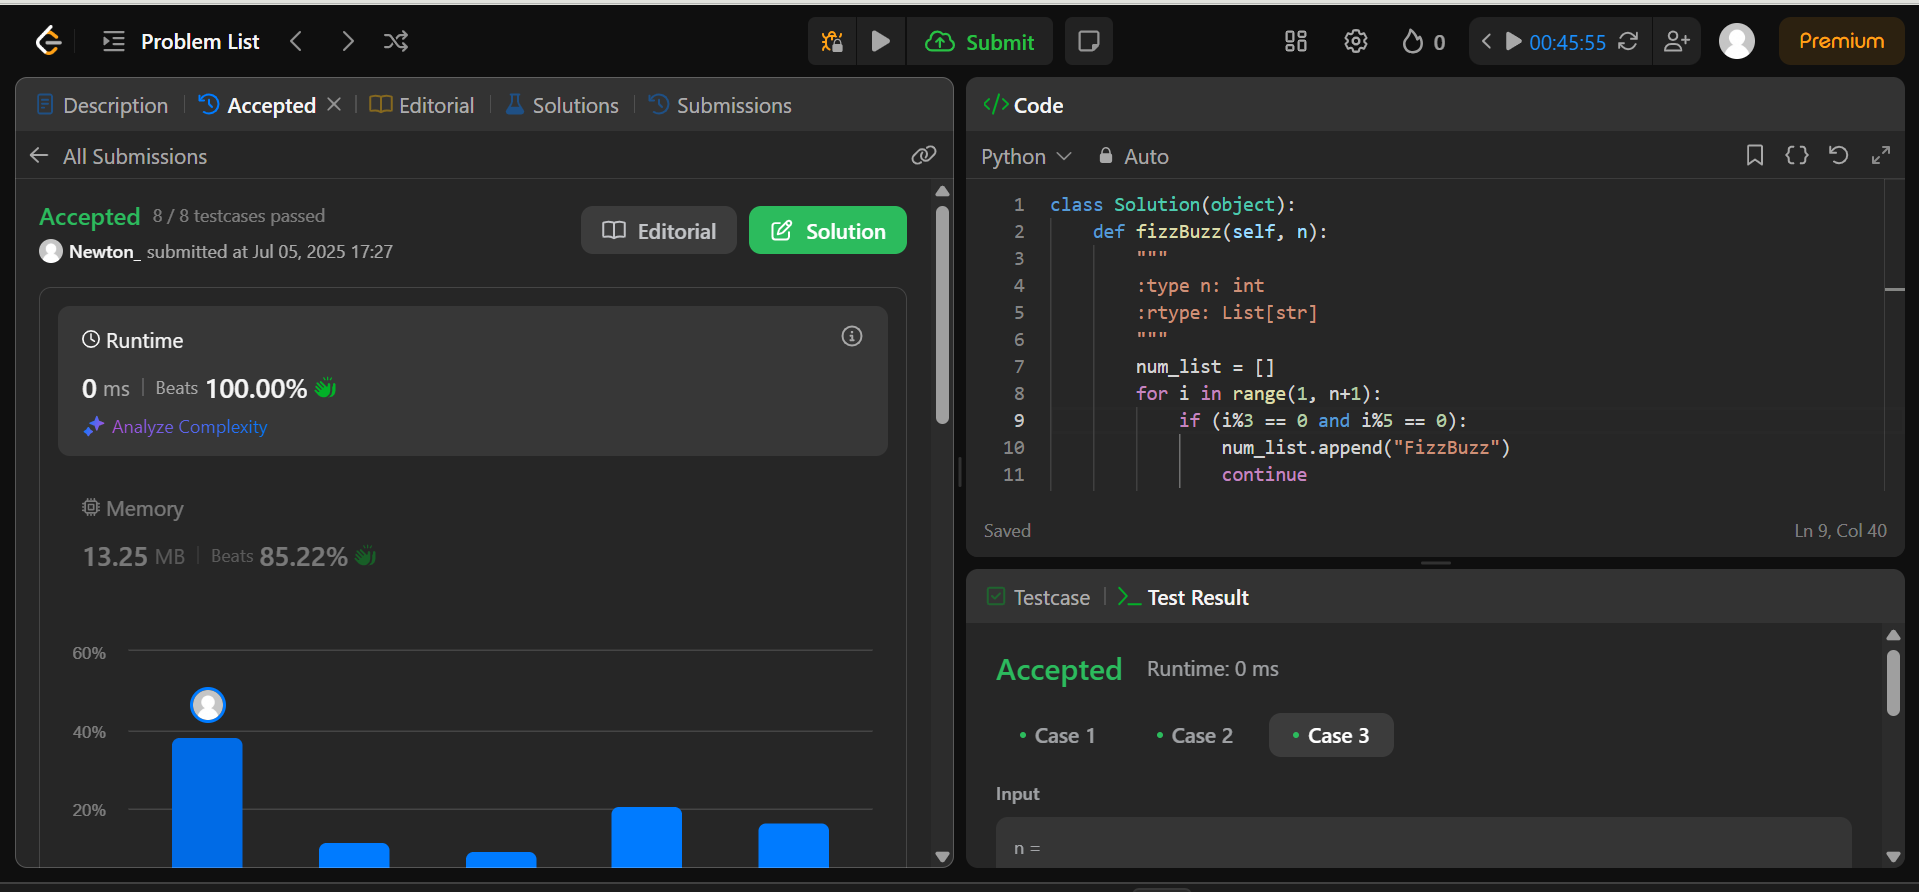 Problem List
Submit
0
00:45:55
Premium
Description
Accepted
Editorial
Solutions
Submissions
All Submissions
Accepted 8 / 8 testcases passed
Newton_ submitted at Jul 05, 2025 17:27
Editorial
Solution
Runtime
0 ms | Beats 100.00%
Analyze Complexity
Memory
13.25 MB | Beats 85.22%
60%
40%
20%
</> Code
Python
Auto
1 class Solution(object):
2     def fizzBuzz(self, n):
3         """
4         :type n: int
5         :rtype: List[str]
6         """
7         num_list = []
8         for i in range(1, n+1):
9             if (i%3 == 0 and i%5 == 0):
10                 num_list.append("FizzBuzz")
11                 continue
Saved
Ln 9, Col 40
Testcase
Test Result
Accepted Runtime: 0 ms
Case 1
Case 2
Case 3
Input
n =